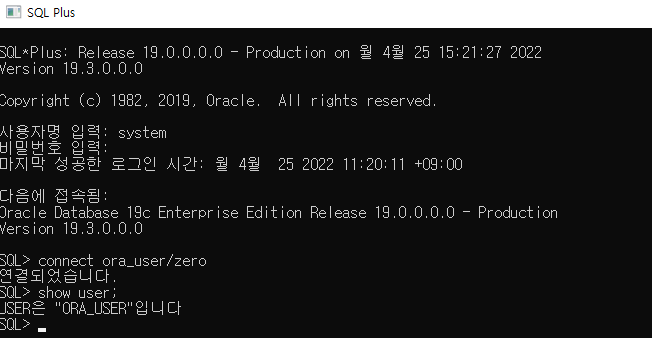 SQL Plus
SQL*Plus: Release 19.0.0.0.0 - Production on 월 4월 25 15:21:27 2022
Version 19.3.0.0.0
Copyright (c) 1982, 2019, Oracle.  All rights reserved.
사용자명 입력: system
비밀번호 입력:
마지막 성공한 로그인 시간: 월 4월  25 2022 11:20:11 +09:00
다음에 접속됨:
Oracle Database 19c Enterprise Edition Release 19.0.0.0.0 - Production
Version 19.3.0.0.0
SQL> connect ora_user/zero
연결되었습니다.
SQL> show user;
USER은 "ORA_USER"입니다
SQL>